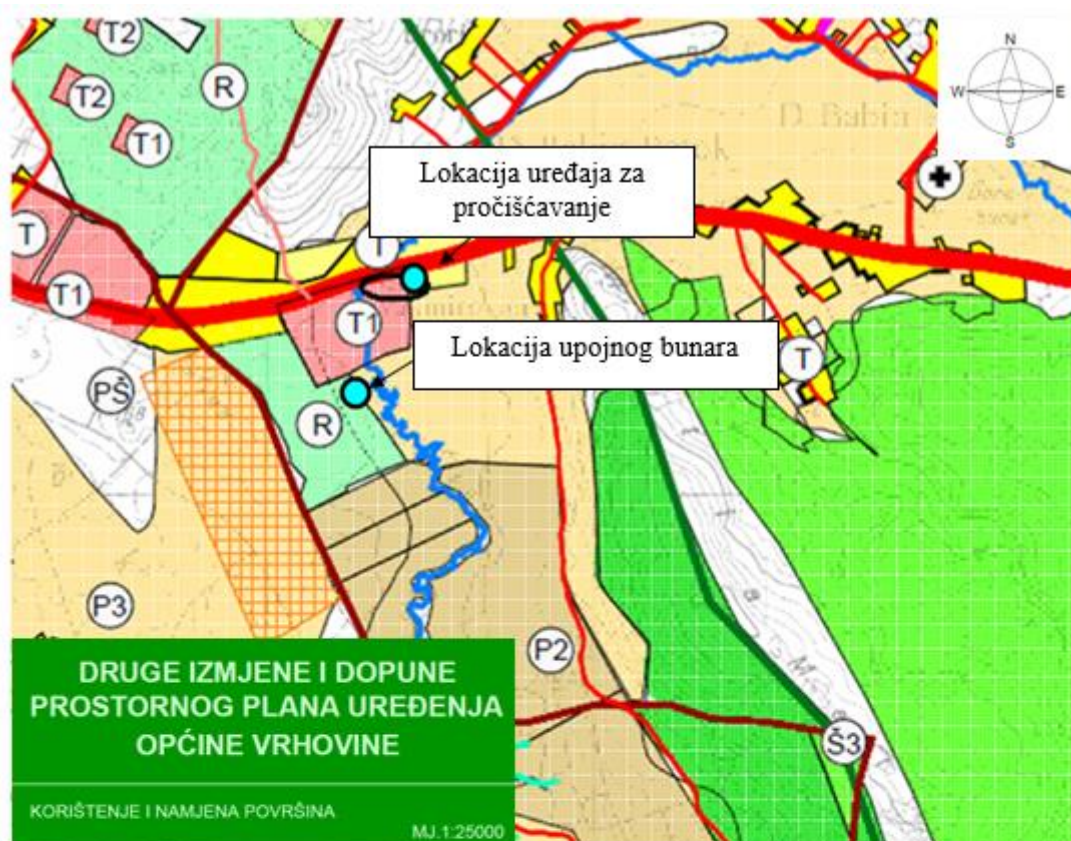 T2
T2
R
T1
N
W
E
S
D. Babin
Lokacija uređaja za
pročišćavanje
T
T
T1
T1
Lokacija upojnog bunara
T
PŠ
R
P3
P2
Š3
DRUGE IZMJENE I DOPUNE
PROSTORNOG PLANA UREĐENJA
OPĆINE VRHOVINE
KORIŠTENJE I NAMJENA POVRŠINA
MJ.1:25000